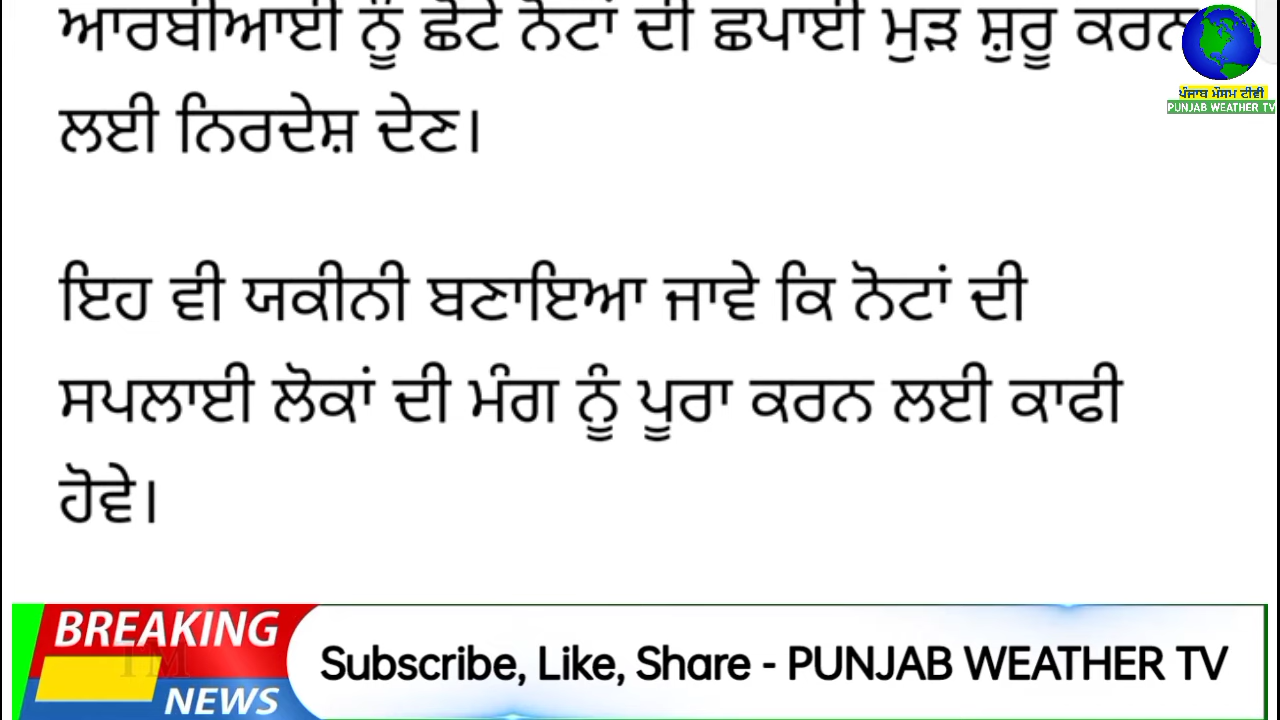 ਆਰਬੀਆਈ ਨੂੰ ਛੋਟੇ ਨੋਟਾਂ ਦੀ ਛਪਾਈ ਮੁੜ ਸ਼ੁਰੂ ਕਰਨ
ਲਈ ਨਿਰਦੇਸ਼ ਦੇਣ।
ਇਹ ਵੀ ਯਕੀਨੀ ਬਣਾਇਆ ਜਾਵੇ ਕਿ ਨੋਟਾਂ ਦੀ
ਸਪਲਾਈ ਲੋਕਾਂ ਦੀ ਮੰਗ ਨੂੰ ਪੂਰਾ ਕਰਨ ਲਈ ਕਾਫੀ
ਹੋਵੇ।
ਪੰਜਾਬ ਮੌਸਮ ਟੀਵੀ
PUNJAB WEATHER TV
BREAKING
NEWS
Subscribe, Like, Share - PUNJAB WEATHER TV